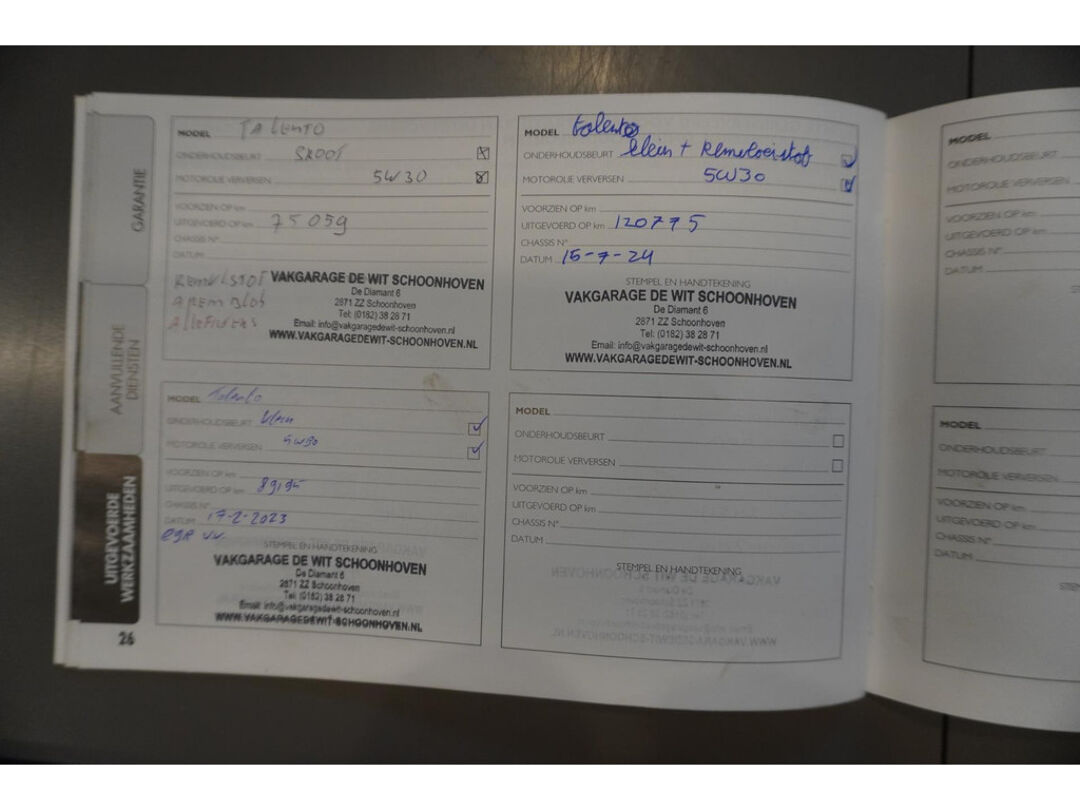 GARANTIE
AANVULLENDE
DIENSTEN
UITGEVOERDE
WERKZAAMHEDEN
26
MODEL TALENTO
ONDERHOUDSBEURT
MOTOROLIE VERVERSEN 5W30
VOORZIEN OP km
UITGEVOERD OP km 75059
CHASSIS N°
DATUM
VAKGARAGE DE WIT SCHOONHOVEN
De Diamant 6
2871 ZZ Schoonhoven
Tel: (0182) 38 28 71
Email: info@vakgaragedewit-schoonhoven.nl
WWW.VAKGARAGEDEWIT-SCHOONHOVEN.NL
MODEL Talento
ONDERHOUDSBEURT klein
MOTOROLIE VERVERSEN 5W30
VOORZIEN OP km
UITGEVOERD OP km
CHASSIS N°
DATUM 17-2-2023
EGR
STEMPEL EN HANDTEKENING
VAKGARAGE DE WIT SCHOONHOVEN
De Diamant 6
2871 ZZ Schoonhoven
Tel: (0182) 38 28 71
Email: info@vakgaragedewit-schoonhoven.nl
WWW.VAKGARAGEDEWIT-SCHOONHOVEN.NL
MODEL talento
ONDERHOUDSBEURT klein + Remvloeistof
MOTOROLIE VERVERSEN 5W30
VOORZIEN OP km
UITGEVOERD OP km 120775
CHASSIS N°
DATUM 15-7-24
STEMPEL EN HANDTEKENING
VAKGARAGE DE WIT SCHOONHOVEN
De Diamant 6
2871 ZZ Schoonhoven
Tel: (0182) 38 28 71
Email: info@vakgaragedewit-schoonhoven.nl
WWW.VAKGARAGEDEWIT-SCHOONHOVEN.NL
MODEL
ONDERHOUDSBEURT
MOTOROLIE VERVERSEN
VOORZIEN OP km
UITGEVOERD OP km
CHASSIS N°
DATUM
STEMPEL EN HANDTEKENING
MODEL
ONDERHOUDSBEURT
MOTOROLIE VERVERSEN
VOORZIEN OP km
UITGEVOERD OP km
CHASSIS N°
DATUM
MODEL
ONDERHOUDSBEURT
MOTOROLIE VERVERSEN
VOORZIEN OP km
UITGEVOERD OP km
CHASSIS N°
DATUM